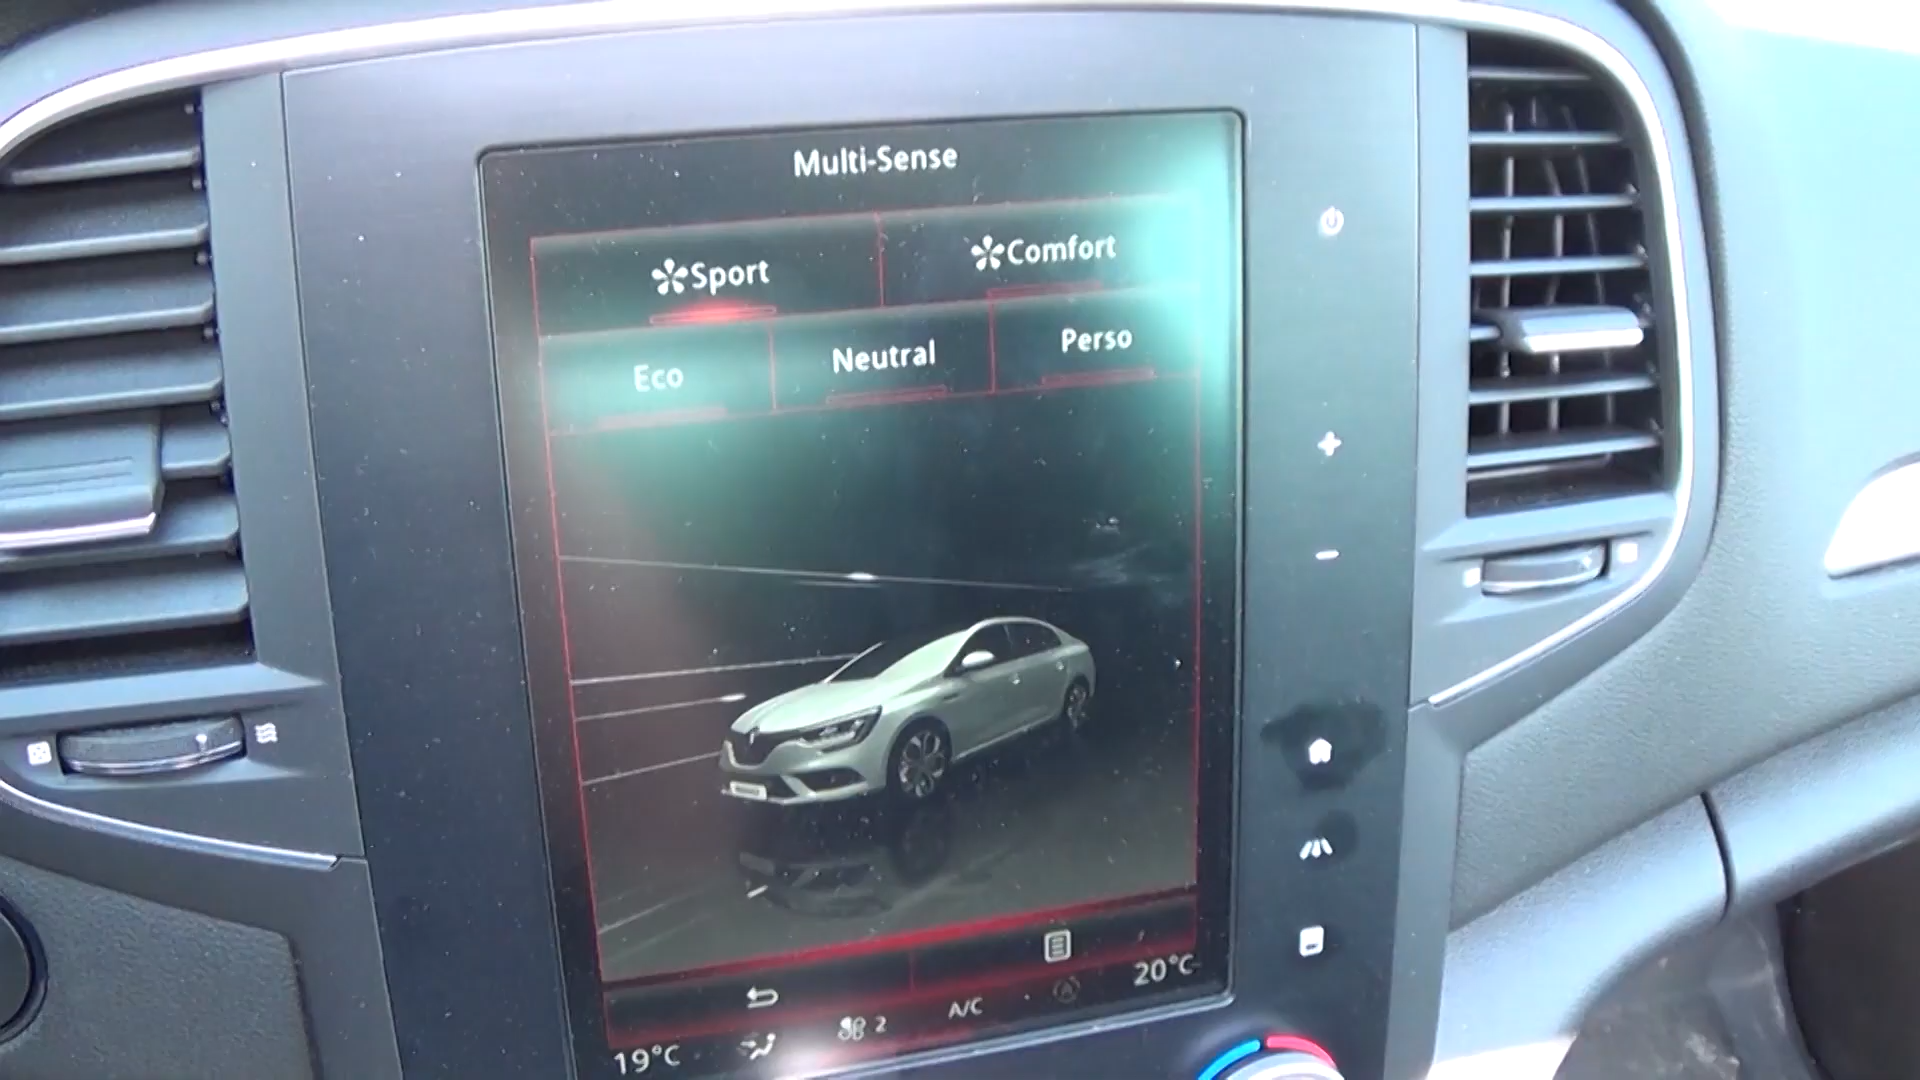 Multi-Sense
Sport
Comfort
Eco
Neutral
Perso
19°C
2
A/C
20°C